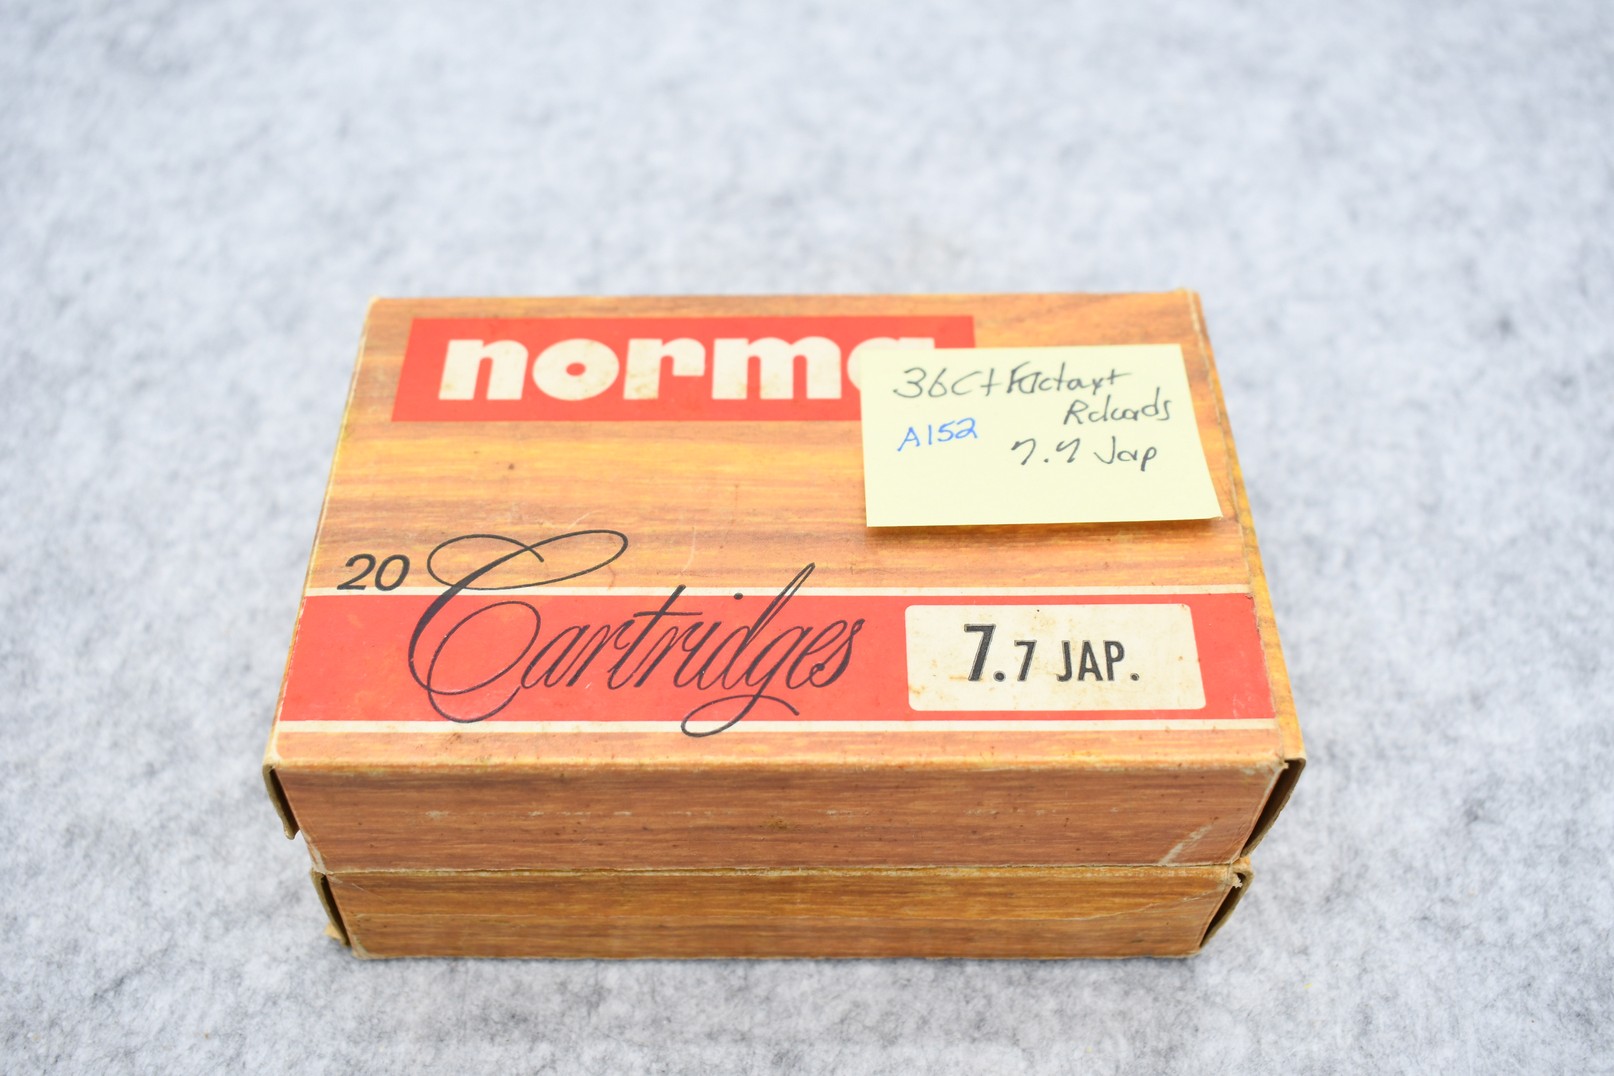 norma
36Ct Factory +
Reloads
A152
7.7 Jap
20 Cartridges
7.7 JAP.